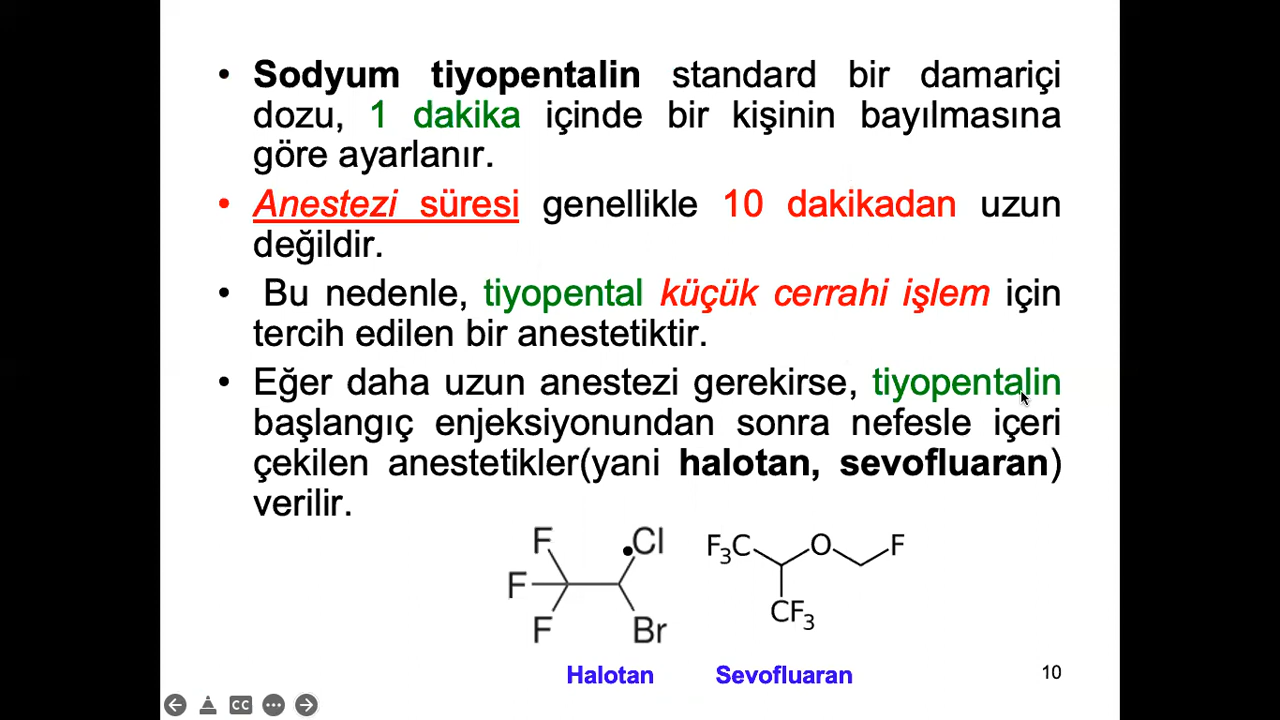 • Sodyum tiyopentalin standard bir damariçi
dozu, 1 dakika içinde bir kişinin bayılmasına
göre ayarlanır.
• Anestezi süresi genellikle 10 dakikadan uzun
değildir.
• Bu nedenle, tiyopental küçük cerrahi işlem için
tercih edilen bir anestetiktir.
• Eğer daha uzun anestezi gerekirse, tiyopentalin
başlangıç enjeksiyonundan sonra nefesle içeri
çekilen anestetikler(yani halotan, sevofluaran)
verilir.
F Cl
F
F Br
F3C O F
CF3
Halotan Sevofluaran
10
CC